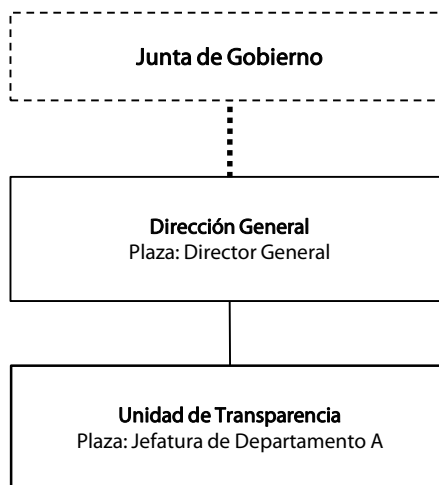 Junta de Gobierno
Dirección General
Plaza: Director General
Unidad de Transparencia
Plaza: Jefatura de Departamento A